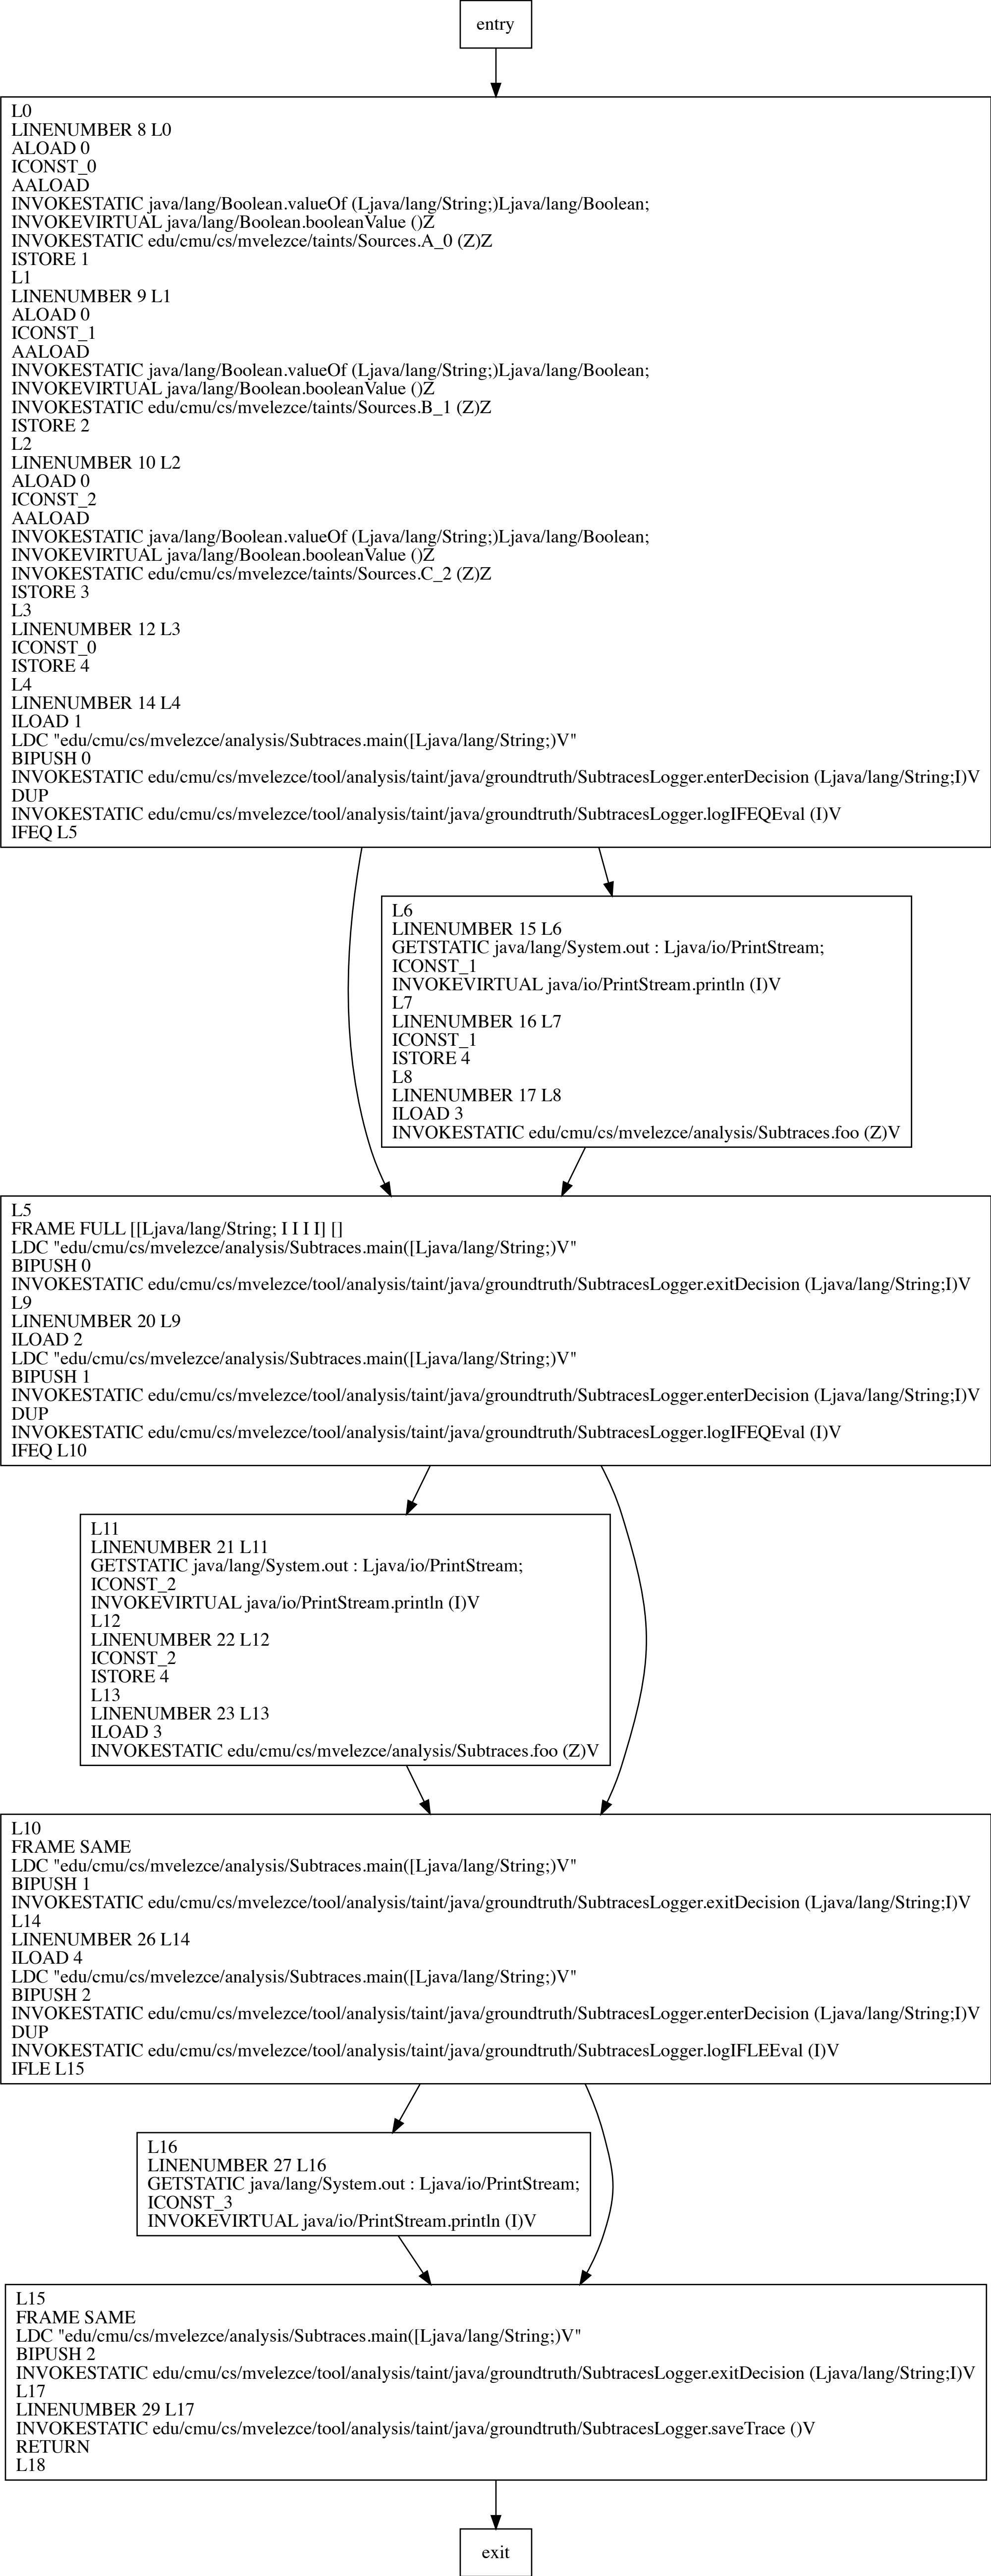 entry
L0
LINENUMBER 8 L0
ALOAD 0
ICONST_0
AALOAD
INVOKESTATIC java/lang/Boolean.valueOf (Ljava/lang/String;)Ljava/lang/Boolean;
INVOKEVIRTUAL java/lang/Boolean.booleanValue ()Z
INVOKESTATIC edu/cmu/cs/mvelezce/taints/Sources.A_0 (Z)Z
ISTORE 1
L1
LINENUMBER 9 L1
ALOAD 0
ICONST_1
AALOAD
INVOKESTATIC java/lang/Boolean.valueOf (Ljava/lang/String;)Ljava/lang/Boolean;
INVOKEVIRTUAL java/lang/Boolean.booleanValue ()Z
INVOKESTATIC edu/cmu/cs/mvelezce/taints/Sources.B_1 (Z)Z
ISTORE 2
L2
LINENUMBER 10 L2
ALOAD 0
ICONST_2
AALOAD
INVOKESTATIC java/lang/Boolean.valueOf (Ljava/lang/String;)Ljava/lang/Boolean;
INVOKEVIRTUAL java/lang/Boolean.booleanValue ()Z
INVOKESTATIC edu/cmu/cs/mvelezce/taints/Sources.C_2 (Z)Z
ISTORE 3
L3
LINENUMBER 12 L3
ICONST_0
ISTORE 4
L4
LINENUMBER 14 L4
ILOAD 1
LDC "edu/cmu/cs/mvelezce/analysis/Subtraces.main([Ljava/lang/String;)V"
BIPUSH 0
INVOKESTATIC edu/cmu/cs/mvelezce/tool/analysis/taint/java/groundtruth/SubtracesLogger.enterDecision (Ljava/lang/String;I)V
DUP
INVOKESTATIC edu/cmu/cs/mvelezce/tool/analysis/taint/java/groundtruth/SubtracesLogger.logIFEQEval (I)V
IFEQ L5
L6
LINENUMBER 15 L6
GETSTATIC java/lang/System.out : Ljava/io/PrintStream;
ICONST_1
INVOKEVIRTUAL java/io/PrintStream.println (I)V
L7
LINENUMBER 16 L7
ICONST_1
ISTORE 4
L8
LINENUMBER 17 L8
ILOAD 3
INVOKESTATIC edu/cmu/cs/mvelezce/analysis/Subtraces.foo (Z)V
L5
FRAME FULL [[Ljava/lang/String; I I I I] []
LDC "edu/cmu/cs/mvelezce/analysis/Subtraces.main([Ljava/lang/String;)V"
BIPUSH 0
INVOKESTATIC edu/cmu/cs/mvelezce/tool/analysis/taint/java/groundtruth/SubtracesLogger.exitDecision (Ljava/lang/String;I)V
L9
LINENUMBER 20 L9
ILOAD 2
LDC "edu/cmu/cs/mvelezce/analysis/Subtraces.main([Ljava/lang/String;)V"
BIPUSH 1
INVOKESTATIC edu/cmu/cs/mvelezce/tool/analysis/taint/java/groundtruth/SubtracesLogger.enterDecision (Ljava/lang/String;I)V
DUP
INVOKESTATIC edu/cmu/cs/mvelezce/tool/analysis/taint/java/groundtruth/SubtracesLogger.logIFEQEval (I)V
IFEQ L10
L11
LINENUMBER 21 L11
GETSTATIC java/lang/System.out : Ljava/io/PrintStream;
ICONST_2
INVOKEVIRTUAL java/io/PrintStream.println (I)V
L12
LINENUMBER 22 L12
ICONST_2
ISTORE 4
L13
LINENUMBER 23 L13
ILOAD 3
INVOKESTATIC edu/cmu/cs/mvelezce/analysis/Subtraces.foo (Z)V
L10
FRAME SAME
LDC "edu/cmu/cs/mvelezce/analysis/Subtraces.main([Ljava/lang/String;)V"
BIPUSH 1
INVOKESTATIC edu/cmu/cs/mvelezce/tool/analysis/taint/java/groundtruth/SubtracesLogger.exitDecision (Ljava/lang/String;I)V
L14
LINENUMBER 26 L14
ILOAD 4
LDC "edu/cmu/cs/mvelezce/analysis/Subtraces.main([Ljava/lang/String;)V"
BIPUSH 2
INVOKESTATIC edu/cmu/cs/mvelezce/tool/analysis/taint/java/groundtruth/SubtracesLogger.enterDecision (Ljava/lang/String;I)V
DUP
INVOKESTATIC edu/cmu/cs/mvelezce/tool/analysis/taint/java/groundtruth/SubtracesLogger.logIFLEEval (I)V
IFLE L15
L16
LINENUMBER 27 L16
GETSTATIC java/lang/System.out : Ljava/io/PrintStream;
ICONST_3
INVOKEVIRTUAL java/io/PrintStream.println (I)V
L15
FRAME SAME
LDC "edu/cmu/cs/mvelezce/analysis/Subtraces.main([Ljava/lang/String;)V"
BIPUSH 2
INVOKESTATIC edu/cmu/cs/mvelezce/tool/analysis/taint/java/groundtruth/SubtracesLogger.exitDecision (Ljava/lang/String;I)V
L17
LINENUMBER 29 L17
INVOKESTATIC edu/cmu/cs/mvelezce/tool/analysis/taint/java/groundtruth/SubtracesLogger.saveTrace ()V
RETURN
L18
exit